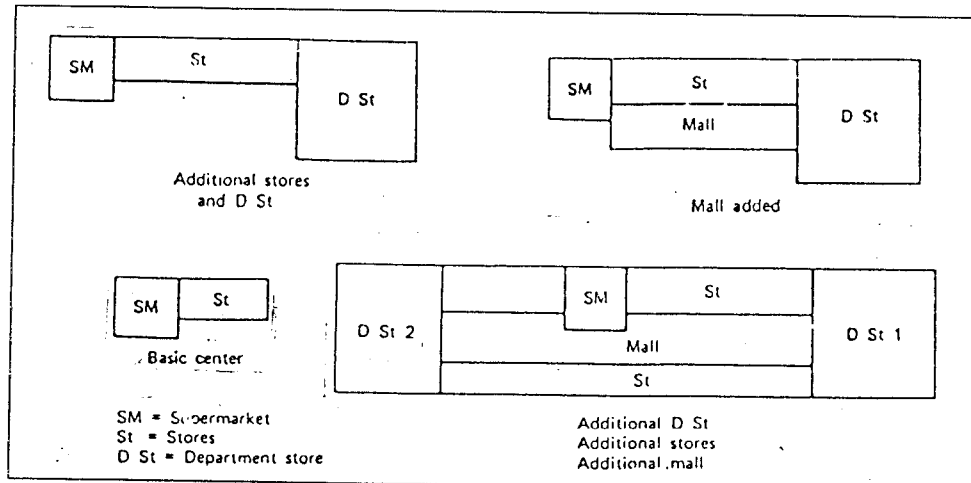 SM
St
D St
Additional stores
and D St
SM
St
Mall
D St
Mall added
SM
St
Basic center
D St 2
SM
St
Mall
St
D St 1
SM = Supermarket
St = Stores
D St = Department store
Additional D St
Additional stores
Additional mall